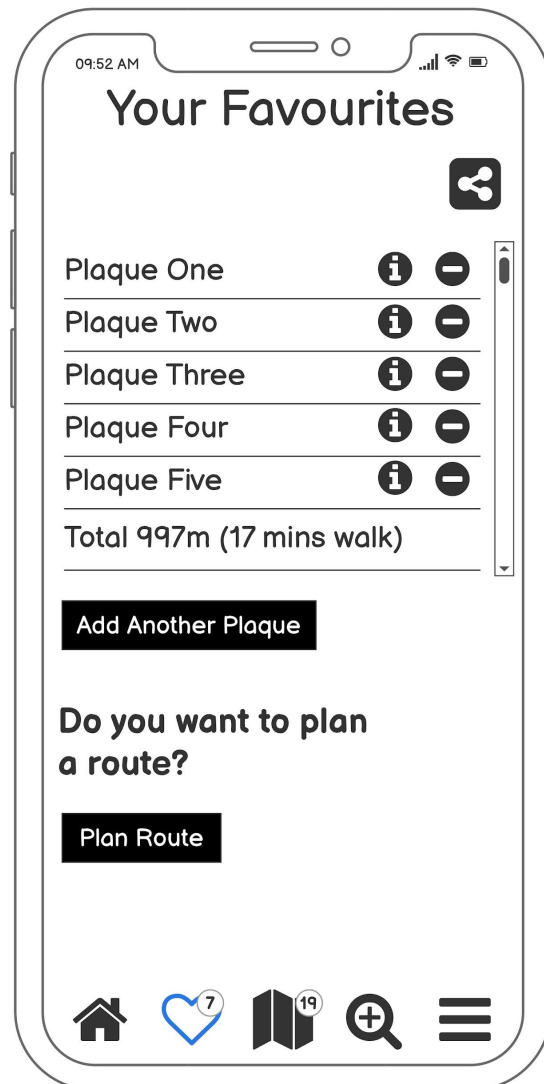 09:52 AM
Your Favourites
Plaque One
Plaque Two
Plaque Three
Plaque Four
Plaque Five
Total 997m (17 mins walk)
Add Another Plaque
Do you want to plan
a route?
Plan Route
7
19